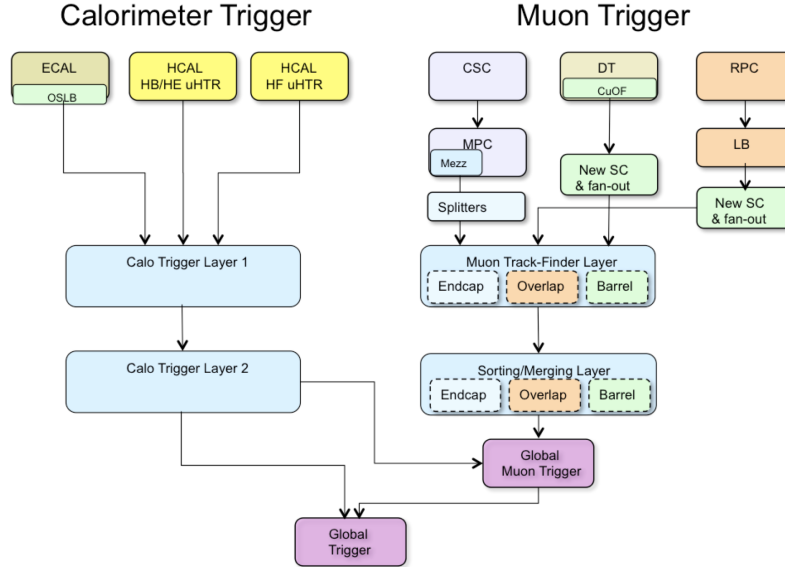 Calorimeter Trigger
Muon Trigger
ECAL
OSLB
HCAL
HB/HE uHTR
HCAL
HF uHTR
CSC
DT
CuOF
RPC
MPC
Mezz
LB
New SC
& fan-out
Splitters
New SC
& fan-out
Calo Trigger Layer 1
Muon Track-Finder Layer
Endcap
Overlap
Barrel
Calo Trigger Layer 2
Sorting/Merging Layer
Endcap
Overlap
Barrel
Global
Muon Trigger
Global
Trigger